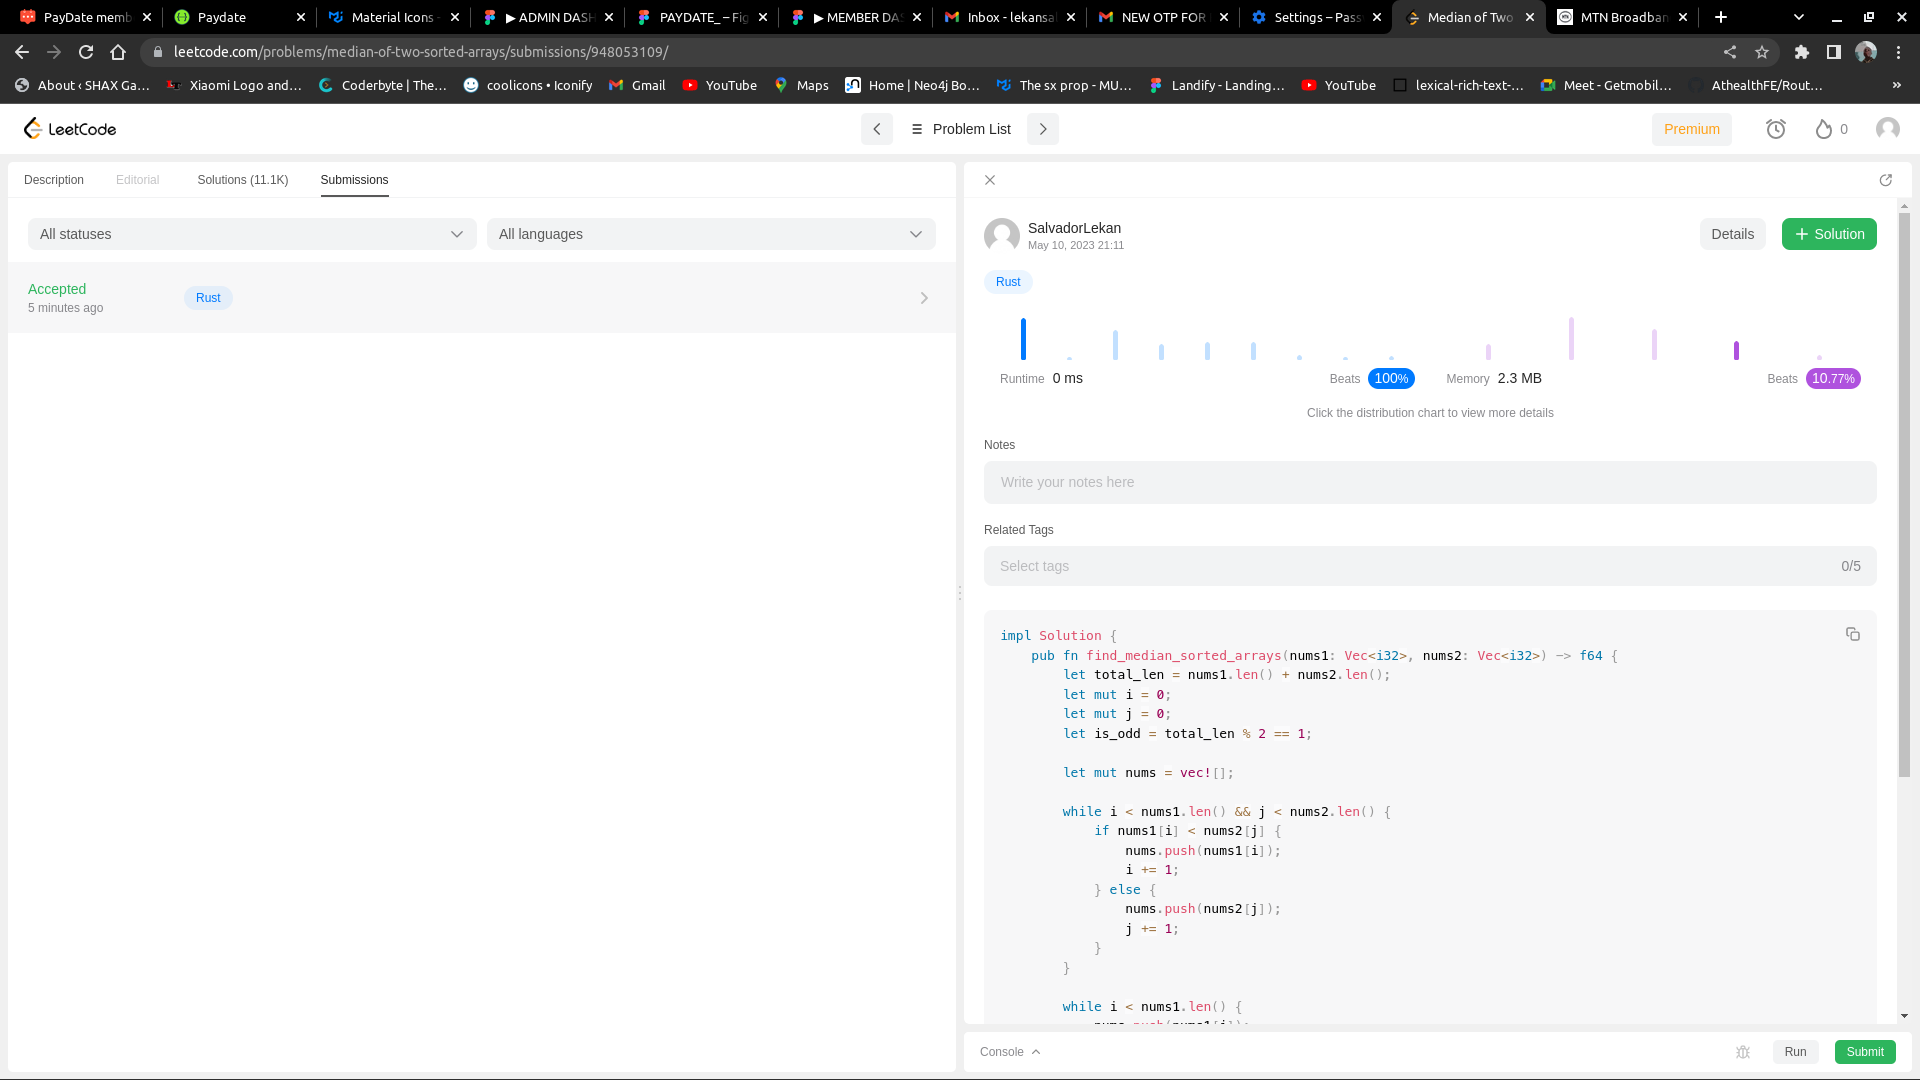 PayDate memb
Paydate
Material Icons -
▶ ADMIN DASH
PAYDATE_ – Fig
▶ MEMBER DAS
Inbox - lekansal
NEW OTP FOR
Settings – Pass
Median of Two
MTN Broadban
leetcode.com/problems/median-of-two-sorted-arrays/submissions/948053109/
About ‹ SHAX Ga…
Xiaomi Logo and…
Coderbyte | The…
coolicons • Iconify
Gmail
YouTube
Maps
Home | Neo4j Bo…
The sx prop - MU…
Landify - Landing…
YouTube
lexical-rich-text-…
Meet - Getmobil…
AthealthFE/Rout…
»
LeetCode
Problem List
Premium
0
Description
Editorial
Solutions (11.1K)
Submissions
All statuses
All languages
Accepted
5 minutes ago
Rust
SalvadorLekan
May 10, 2023 21:11
Details
+ Solution
Rust
Runtime 0 ms
Beats 100%
Memory 2.3 MB
Beats 10.77%
Click the distribution chart to view more details
Notes
Write your notes here
Related Tags
Select tags
0/5
impl Solution {
    pub fn find_median_sorted_arrays(nums1: Vec<i32>, nums2: Vec<i32>) -> f64 {
        let total_len = nums1.len() + nums2.len();
        let mut i = 0;
        let mut j = 0;
        let is_odd = total_len % 2 == 1;
        let mut nums = vec![];
        while i < nums1.len() && j < nums2.len() {
            if nums1[i] < nums2[j] {
                nums.push(nums1[i]);
                i += 1;
            } else {
                nums.push(nums2[j]);
                j += 1;
            }
        }
        while i < nums1.len() {
            nums.push(nums1[i]);
Console
Run
Submit